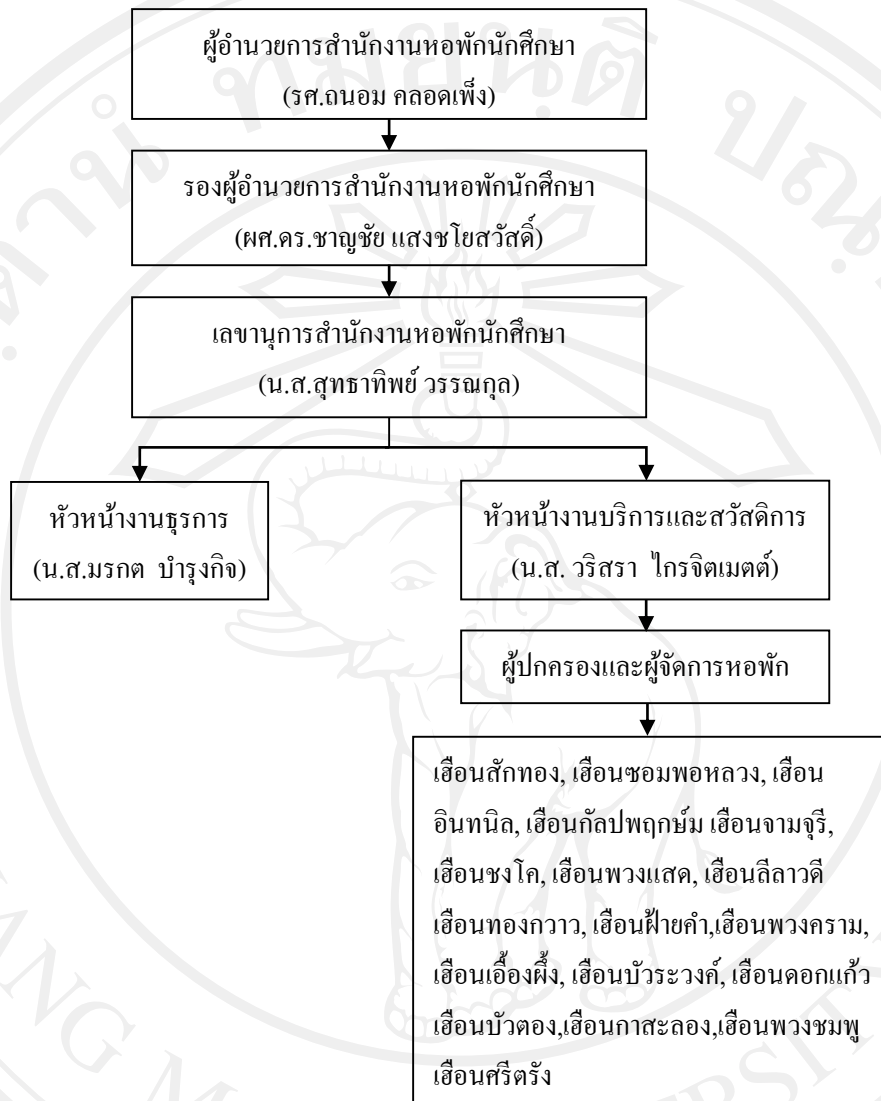 ผู้อำนวยการสำนักงานหอพักนักศึกษา
(รศ.ถนอม คลอดเพ็ง)
รองผู้อำนวยการสำนักงานหอพักนักศึกษา
(ผศ.ดร.ชาญชัย แสงชโยสวัสดิ์)
เลขานุการสำนักงานหอพักนักศึกษา
(น.ส.สุทธาทิพย์ วรรณกุล)
หัวหน้างานธุรการ
(น.ส.มรกต บำรุงกิจ)
หัวหน้างานบริการและสวัสดิการ
(น.ส. วริสรา ไกรจิตเมตต์)
ผู้ปกครองและผู้จัดการหอพัก
เฮือนสักทอง, เฮือนซอมพอหลวง, เฮือน
อินทนิล, เฮือนกัลปพฤกษ์ม เฮือนจามจุรี,
เฮือนชงโค, เฮือนพวงแสด, เฮือนลีลาวดี
เฮือนทองกวาว, เฮือนฝ้ายคำ,เฮือนพวงคราม,
เฮือนเอื้องผึ้ง, เฮือนบัวระวงค์, เฮือนดอกแก้ว
เฮือนบัวตอง,เฮือนกาสะลอง,เฮือนพวงชมพู
เฮือนศรีตรัง